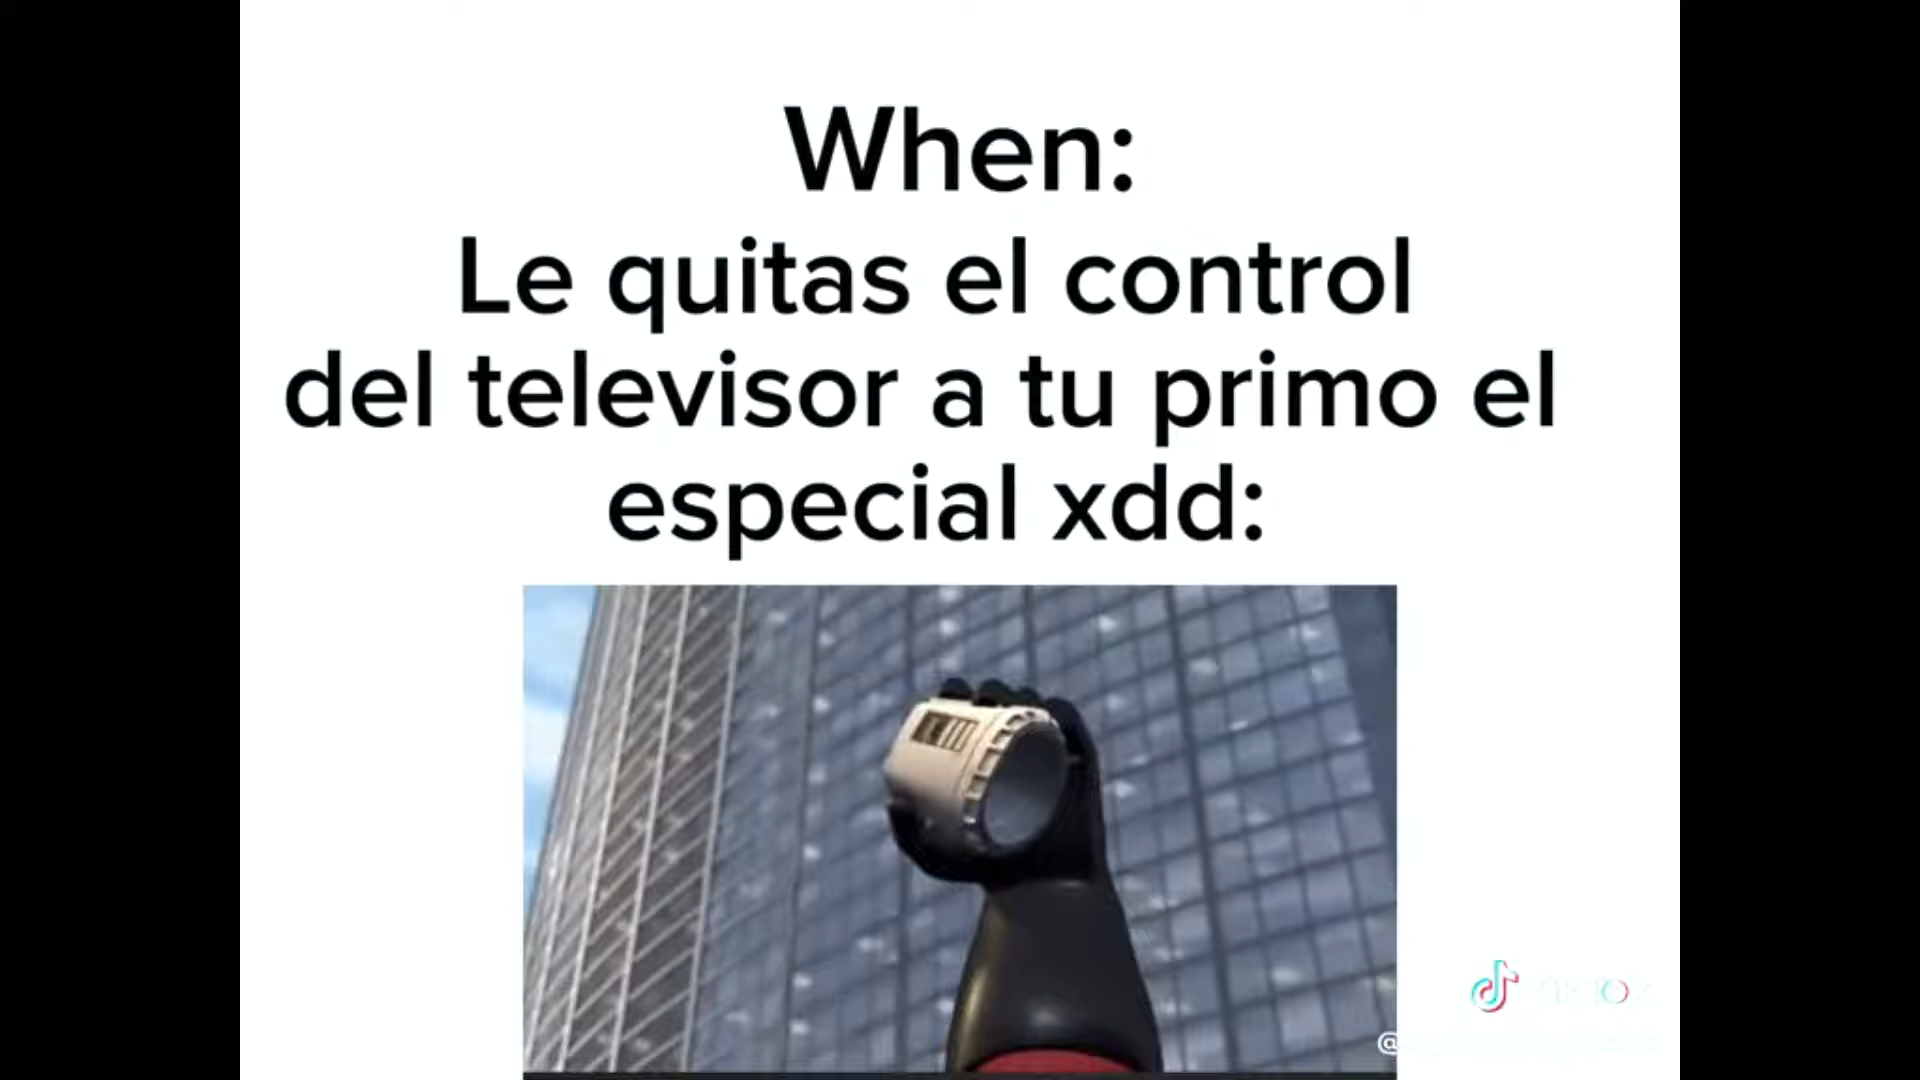 When:
Le quitas el control
del televisor a tu primo el
especial xdd: